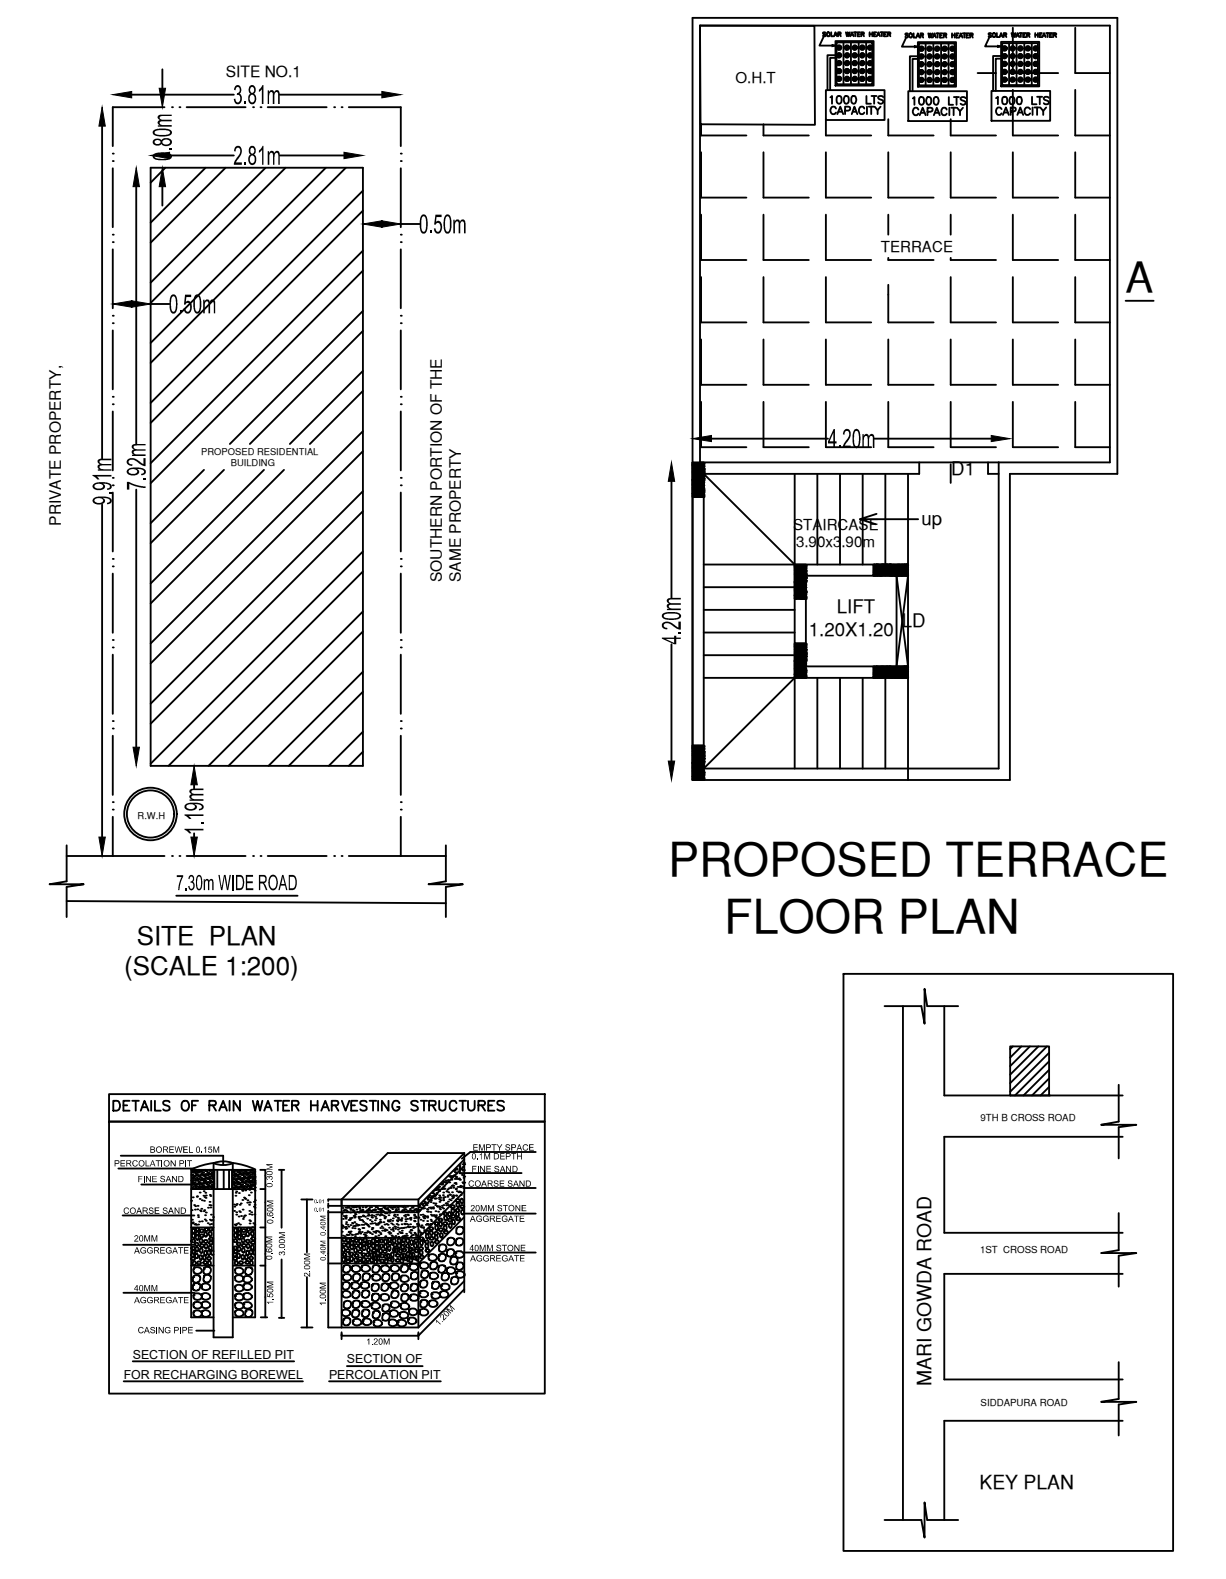 SITE NO.1
3.81m
0.80m
2.81m
0.50m
0.50m
PRIVATE PROPERTY,
9.91m
7.92m
PROPOSED RESIDENTIAL
BUILDING
SOUTHERN PORTION OF THE
SAME PROPERTY
R.W.H
1.19m
7.30m WIDE ROAD
SITE PLAN
(SCALE 1:200)
O.H.T
SOLAR WATER HEATER
SOLAR WATER HEATER
SOLAR WATER HEATER
1000 LTS
CAPACITY
1000 LTS
CAPACITY
1000 LTS
CAPACITY
TERRACE
A
4.20m
D1
STAIRCASE
3.90x3.90m
up
4.20m
LIFT
1.20X1.20
LD
PROPOSED TERRACE
FLOOR PLAN
DETAILS OF RAIN WATER HARVESTING STRUCTURES
BOREWEL 0.15M
PERCOLATION PIT
FINE SAND
COARSE SAND
20MM
AGGREGATE
40MM
AGGREGATE
CASING PIPE
0.30M
0.60M
0.60M
1.50M
3.00M
SECTION OF REFILLED PIT
FOR RECHARGING BOREWEL
EMPTY SPACE
0.1M DEPTH
FINE SAND
COARSE SAND
20MM STONE
AGGREGATE
40MM STONE
AGGREGATE
0.01
0.01
0.40M
0.40M
1.00M
2.00M
1.20M
1.20M
SECTION OF
PERCOLATION PIT
MARI GOWDA ROAD
9TH B CROSS ROAD
1ST CROSS ROAD
SIDDAPURA ROAD
KEY PLAN